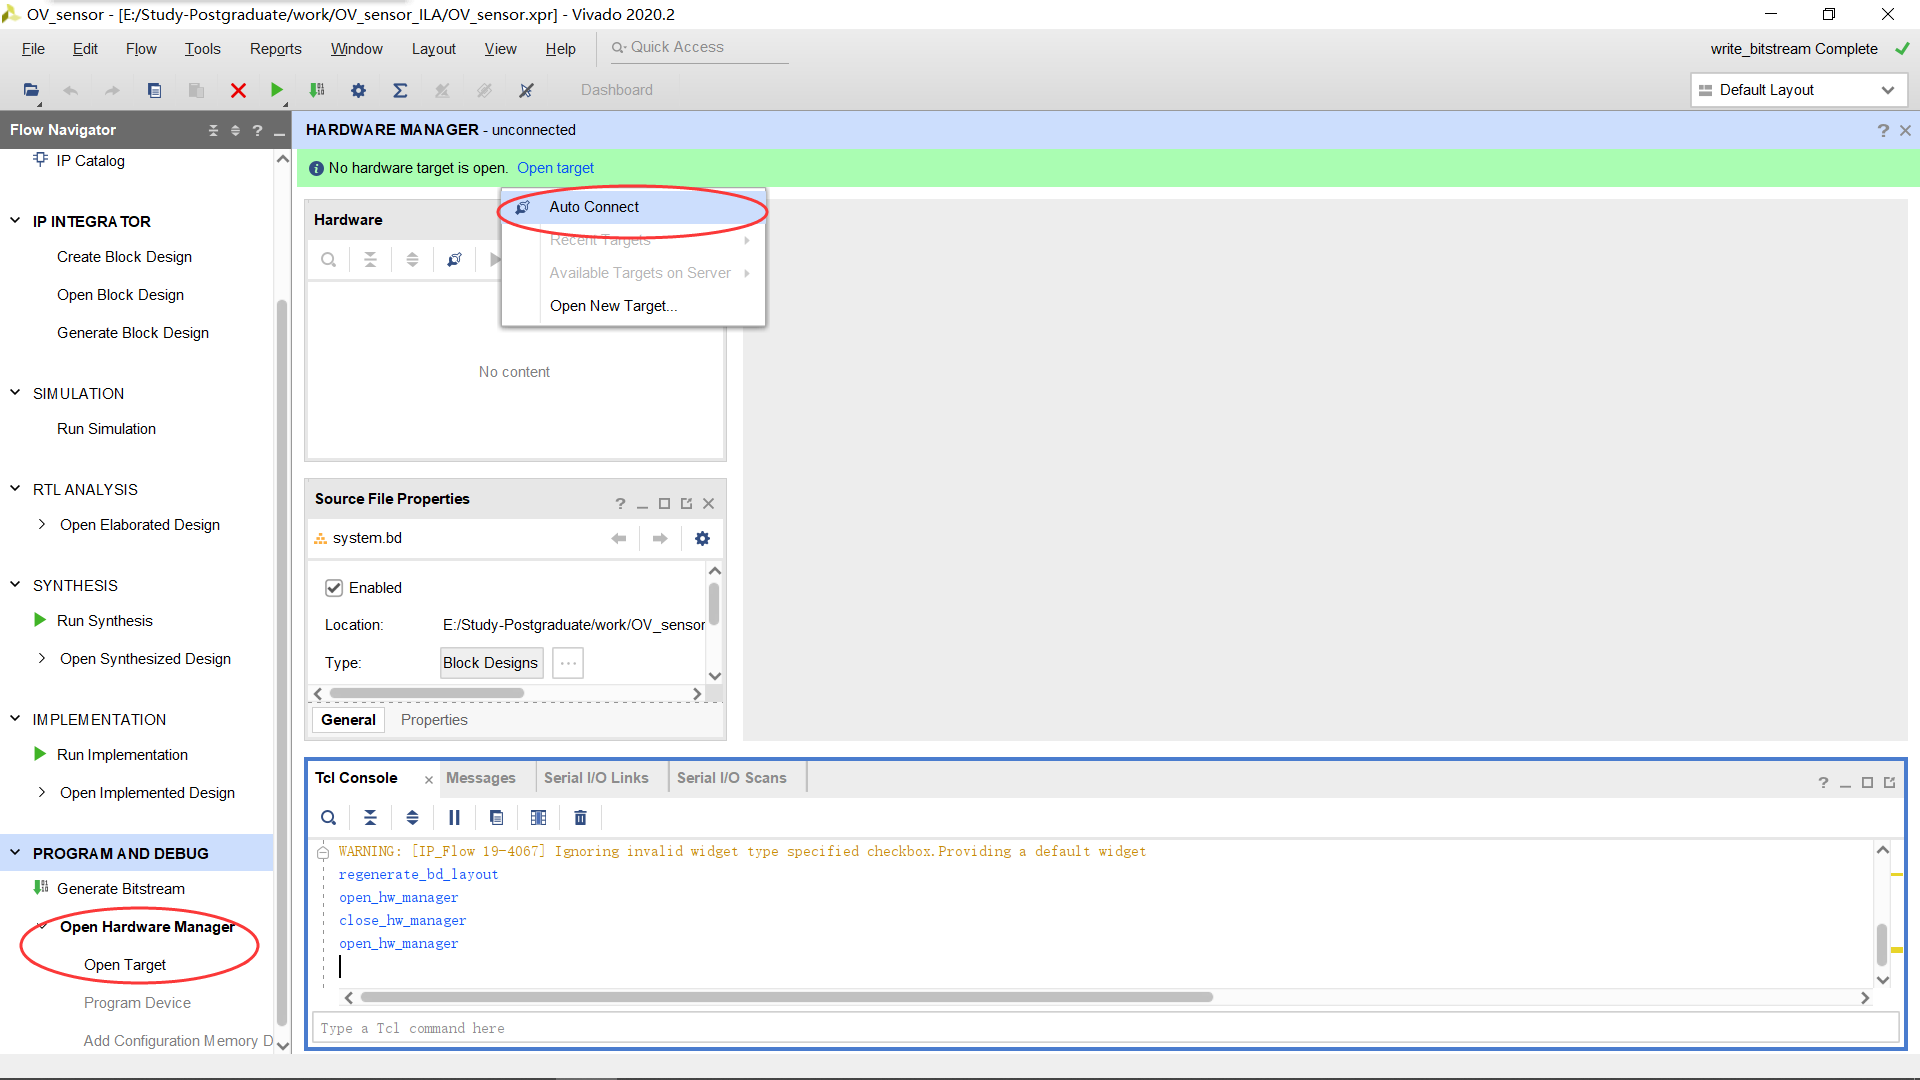 OV_sensor - [E:/Study-Postgraduate/work/OV_sensor_ILA/OV_sensor.xpr] - Vivado 2020.2
File Edit Flow Tools Reports Window Layout View Help Quick Access
write_bitstream Complete
Dashboard
Default Layout
Flow Navigator
IP Catalog
IP INTEGRATOR
Create Block Design
Open Block Design
Generate Block Design
SIMULATION
Run Simulation
RTL ANALYSIS
Open Elaborated Design
SYNTHESIS
Run Synthesis
Open Synthesized Design
IMPLEMENTATION
Run Implementation
Open Implemented Design
PROGRAM AND DEBUG
Generate Bitstream
Open Hardware Manager
Open Target
Program Device
Add Configuration Memory D
HARDWARE MANAGER - unconnected
No hardware target is open. Open target
Auto Connect
Recent Targets
Available Targets on Server
Open New Target...
Hardware
No content
Source File Properties
system.bd
Enabled
Location: E:/Study-Postgraduate/work/OV_sensor
Type: Block Designs ...
General Properties
Tcl Console Messages Serial I/O Links Serial I/O Scans
WARNING: [IP_Flow 19-4067] Ignoring invalid widget type specified checkbox.Providing a default widget
regenerate_bd_layout
open_hw_manager
close_hw_manager
open_hw_manager
Type a Tcl command here